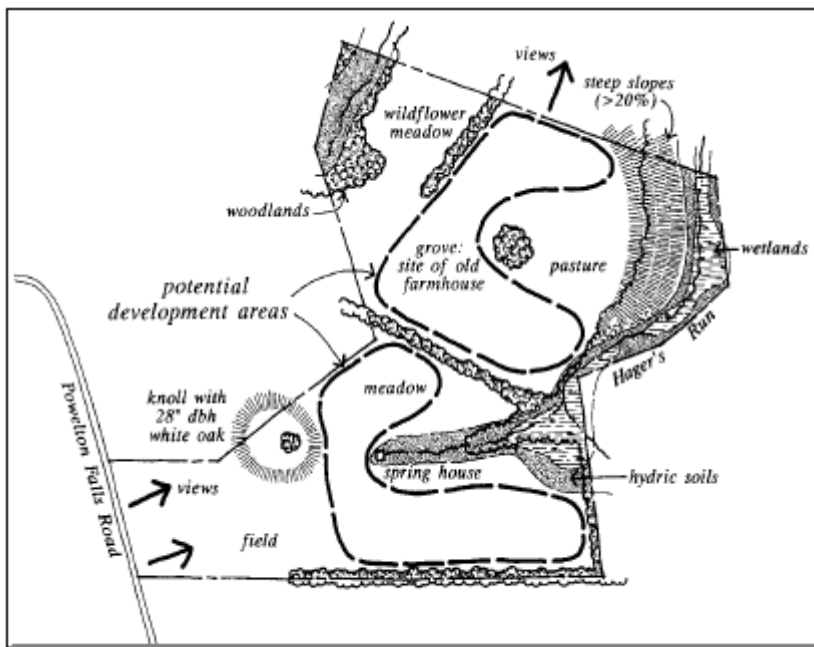 views
steep slopes
(>20%)
wildflower
meadow
woodlands
wetlands
grove:
site of old
farmhouse
pasture
potential
development areas
Hager's
Run
meadow
knoll with
28" dbh
white oak
Powelton Falls Road
spring house
hydric soils
views
field